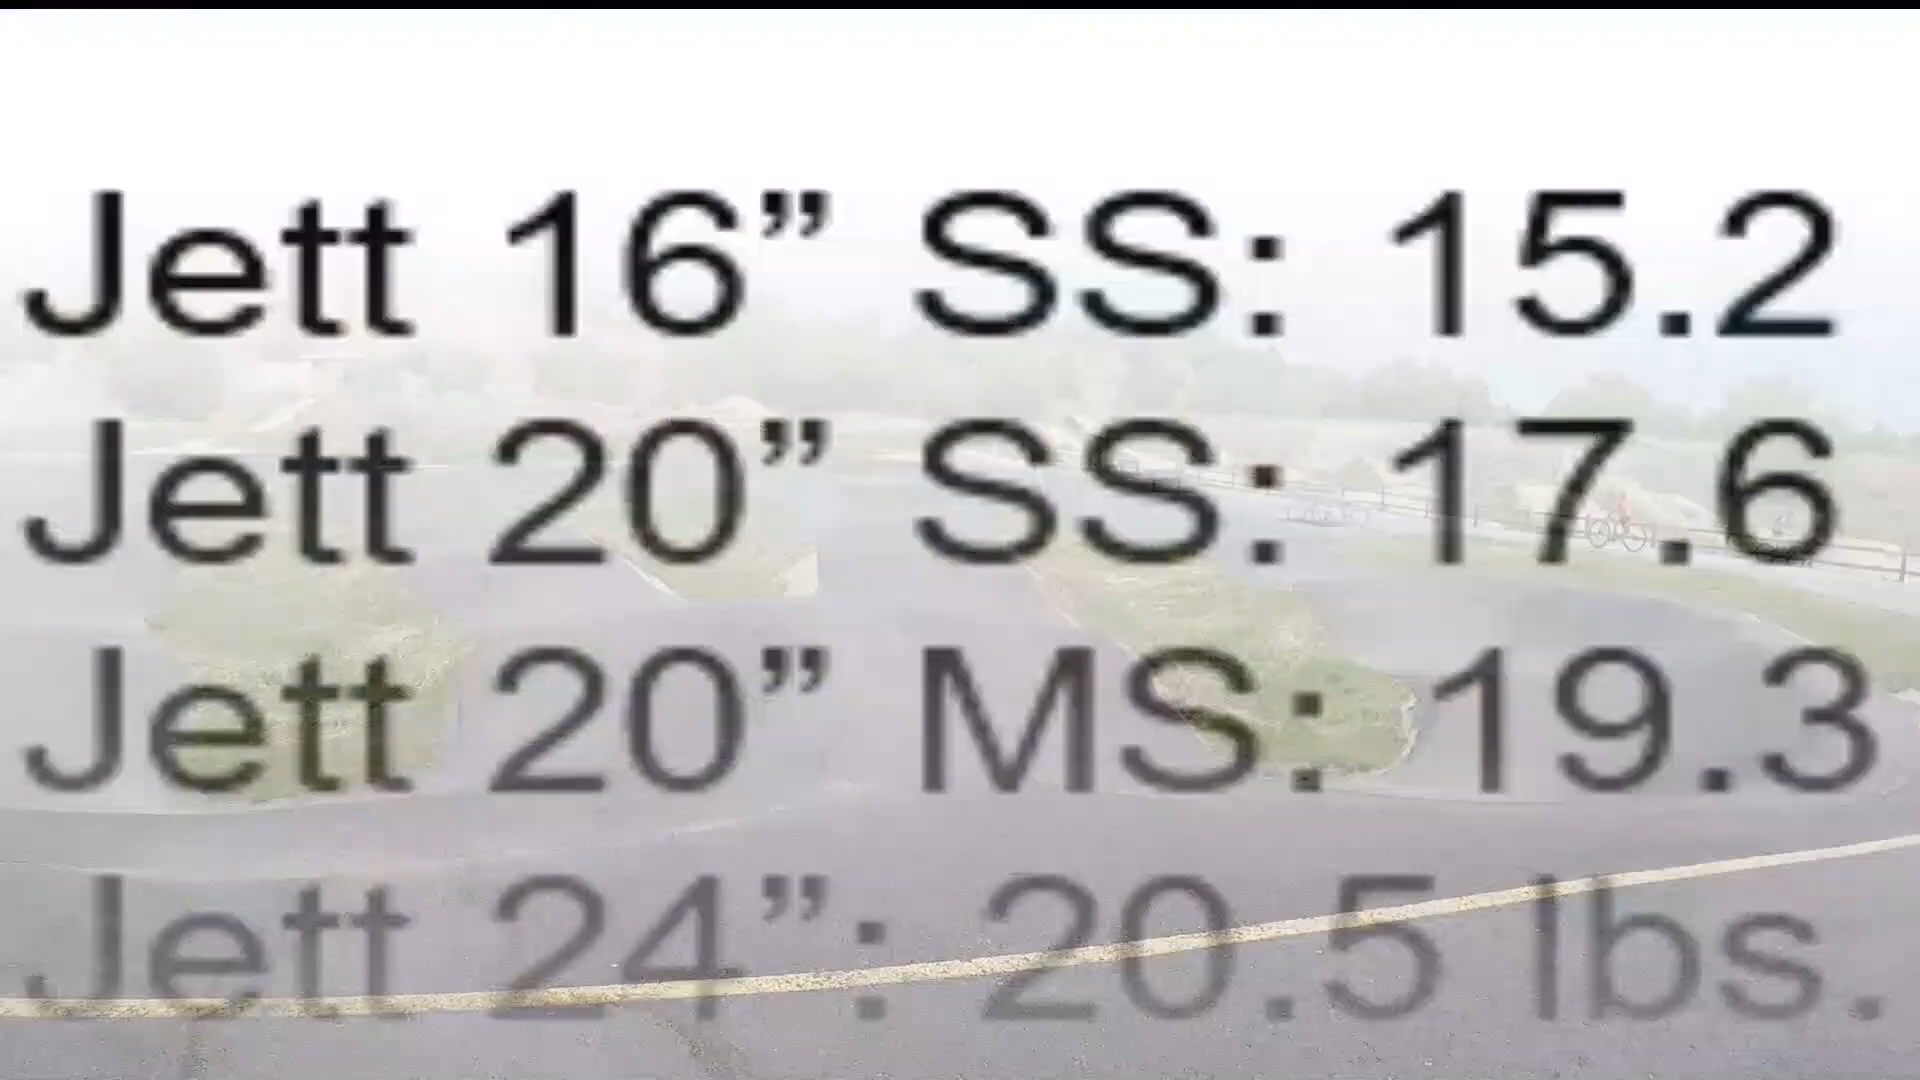 Jett 16” SS: 15.2
Jett 20” SS: 17.6
Jett 20” MS: 19.3
Jett 24”: 20.5 lbs.